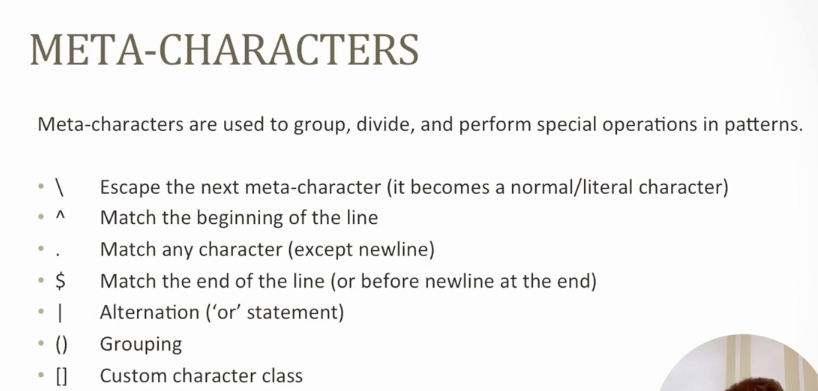 META-CHARACTERS
Meta-characters are used to group, divide, and perform special operations in patterns.
• \ Escape the next meta-character (it becomes a normal/literal character)
• ^ Match the beginning of the line
• . Match any character (except newline)
• $ Match the end of the line (or before newline at the end)
• | Alternation (‘or’ statement)
• () Grouping
• [] Custom character class